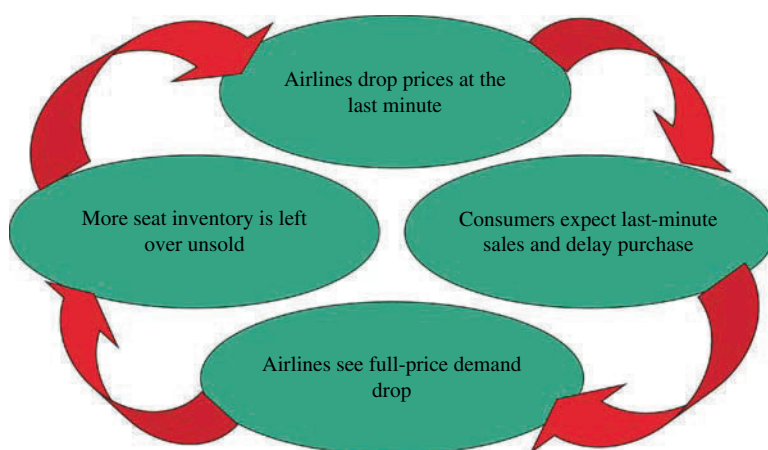 Airlines drop prices at the
last minute
More seat inventory is left
over unsold
Consumers expect last-minute
sales and delay purchase
Airlines see full-price demand
drop